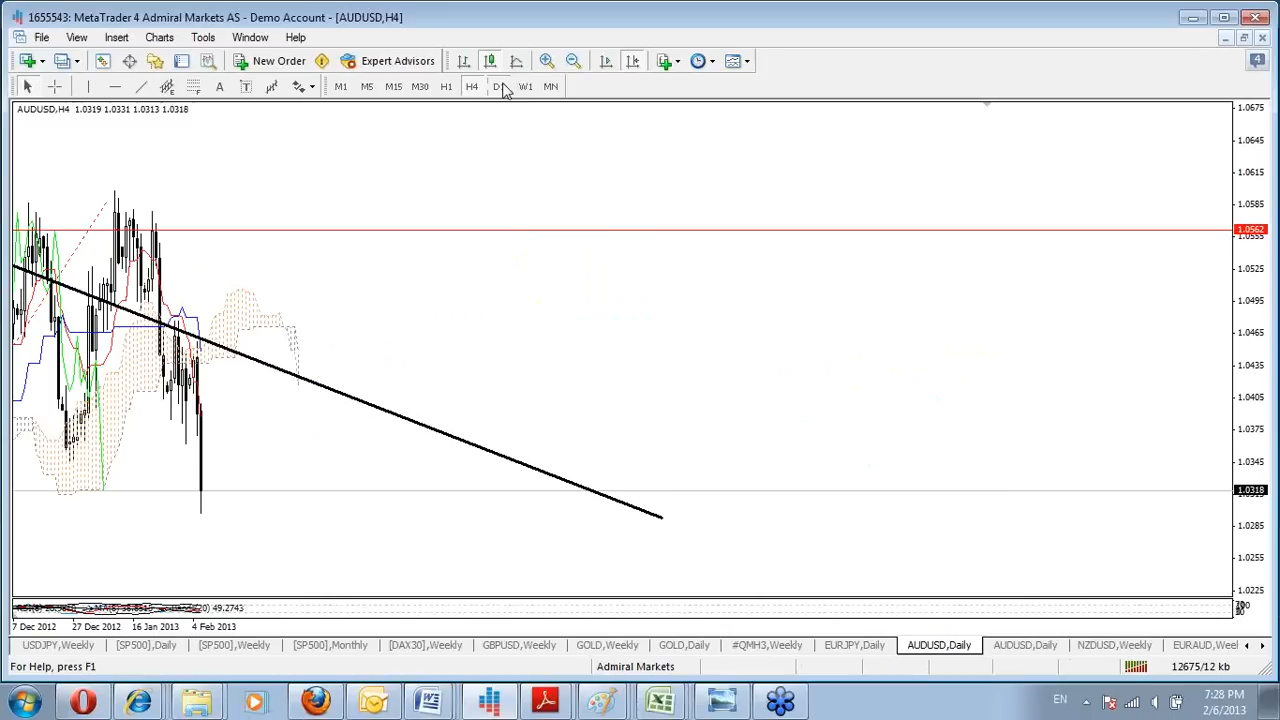 1655543: MetaTrader 4 Admiral Markets AS - Demo Account - [AUDUSD,H4]
File View Insert Charts Tools Window Help
New Order Expert Advisors 4
A T M1 M5 M15 M30 H1 H4 W1 MN
AUDUSD,H4 1.0319 1.0331 1.0313 1.0318
1.0675
1.0645
1.0615
1.0585
1.0562
1.0555
1.0525
1.0495
1.0465
1.0435
1.0405
1.0375
1.0345
1.0318
1.0285
1.0255
1.0225
49.2743
7 Dec 2012 27 Dec 2012 16 Jan 2013 4 Feb 2013
USDJPY,Weekly [SP500],Daily [SP500],Weekly [SP500],Monthly [DAX30],Weekly GBPUSD,Weekly GOLD,Weekly GOLD,Daily #QMH3,Weekly EURJPY,Daily AUDUSD,Daily AUDUSD,Daily NZDUSD,Weekly EURAUD,Weel
For Help, press F1 Admiral Markets 12675/12 kb
EN 7:28 PM
2/6/2013